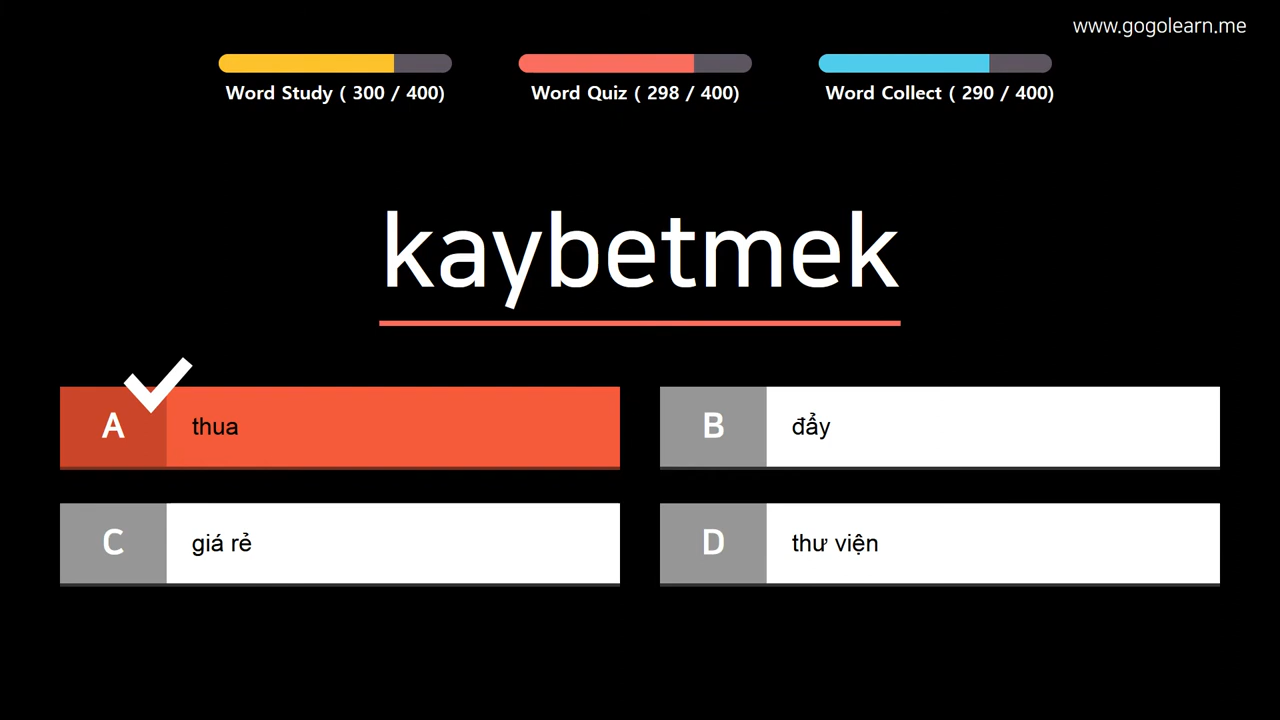 www.gogolearn.me
Word Study ( 300 / 400)
Word Quiz ( 298 / 400)
Word Collect ( 290 / 400)
kaybetmek
A thua
B đẩy
C giá rẻ
D thư viện